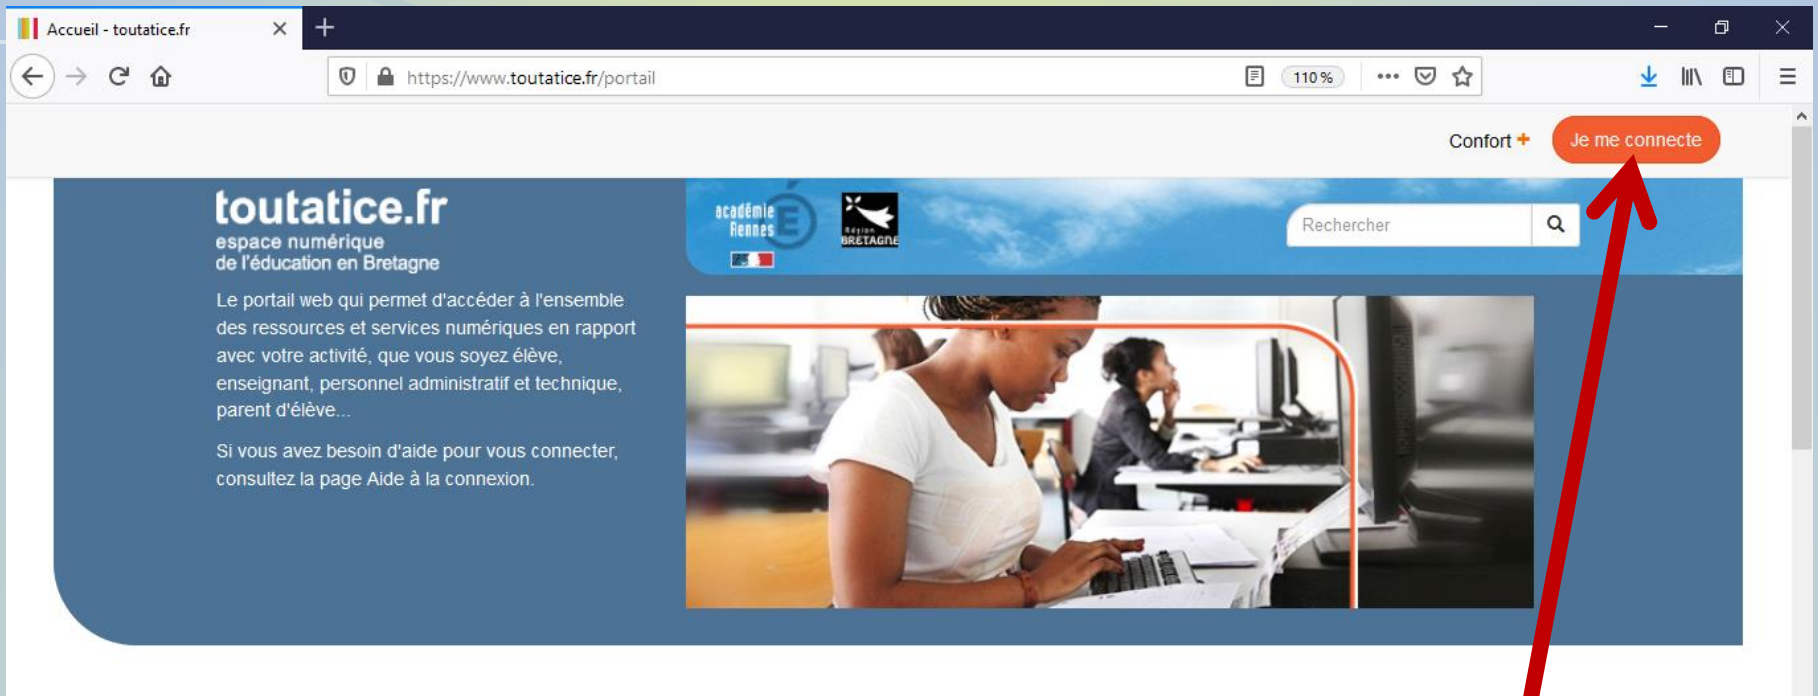 Accueil - toutatice.fr
https://www.toutatice.fr/portail
110 %
Confort +
Je me connecte
toutatice.fr
espace numérique
de l'éducation en Bretagne
académie
Rennes
É
Région
BRETAGNE
Rechercher
Le portail web qui permet d'accéder à l'ensemble
des ressources et services numériques en rapport
avec votre activité, que vous soyez élève,
enseignant, personnel administratif et technique,
parent d'élève...
Si vous avez besoin d'aide pour vous connecter,
consultez la page Aide à la connexion.